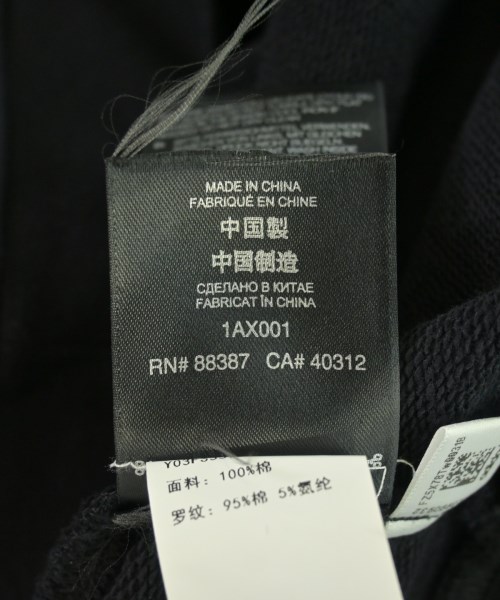 MADE IN CHINA
FABRIQUÉ EN CHINE
中国製
中国制造
СДЕЛАНО В КИТАЕ
FABRICAT ÎN CHINA
1AX001
RN# 88387 CA# 40312
面料: 100%棉
罗纹: 95%棉 5%氨纶